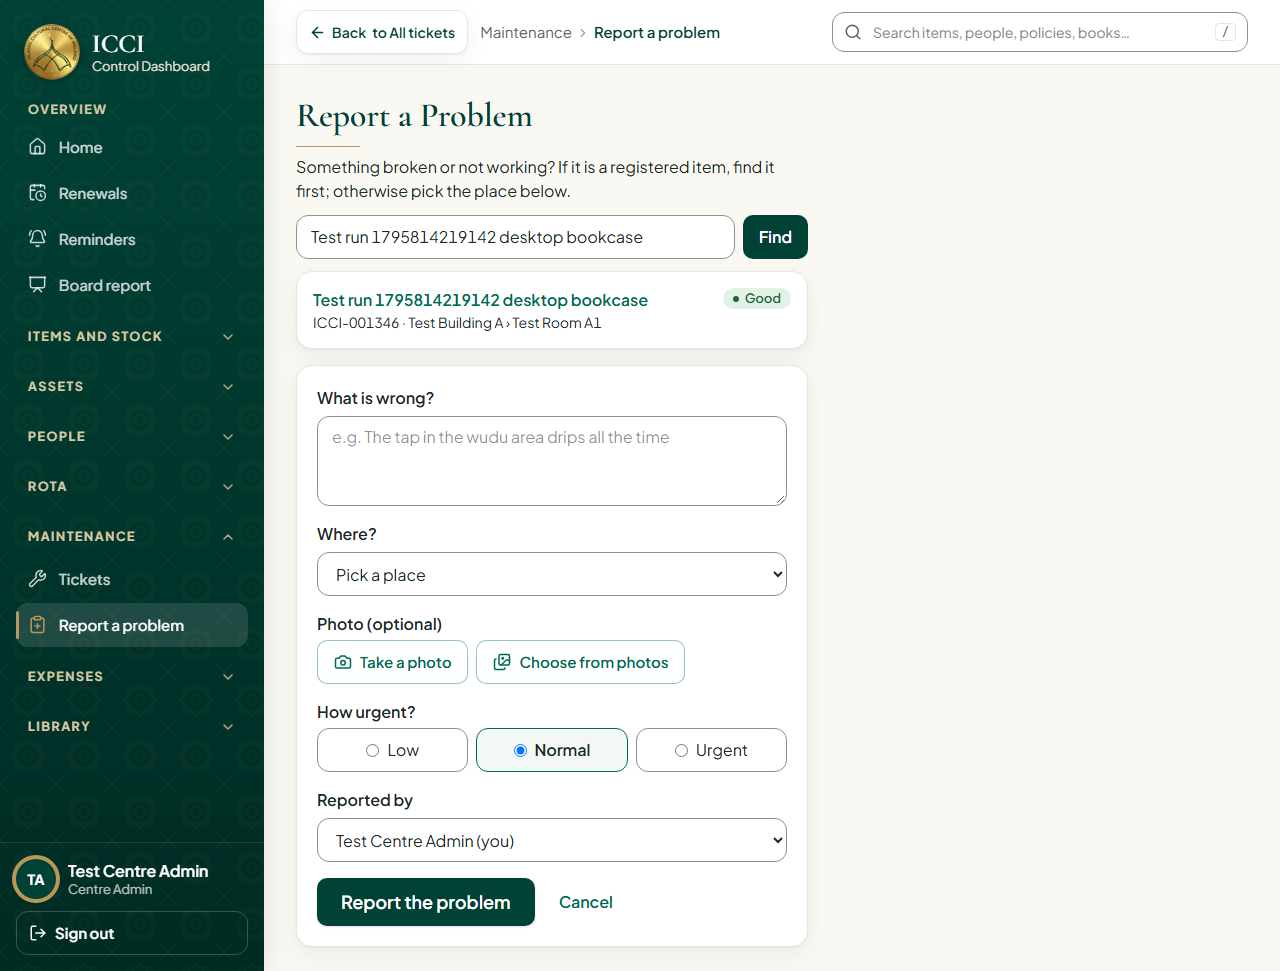 ICCI
Control Dashboard
OVERVIEW
Home
Renewals
Reminders
Board report
ITEMS AND STOCK
ASSETS
PEOPLE
ROTA
MAINTENANCE
Tickets
Report a problem
EXPENSES
LIBRARY
TA
Test Centre Admin
Centre Admin
Sign out
Back to All tickets
Maintenance › Report a problem
Search items, people, policies, books...
/
Report a Problem
Something broken or not working? If it is a registered item, find it
first; otherwise pick the place below.
Test run 1795814219142 desktop bookcase
Find
Test run 1795814219142 desktop bookcase
Good
ICCI-001346 · Test Building A › Test Room A1
What is wrong?
e.g. The tap in the wudu area drips all the time
Where?
Pick a place
Photo (optional)
Take a photo
Choose from photos
How urgent?
Low
Normal
Urgent
Reported by
Test Centre Admin (you)
Report the problem
Cancel